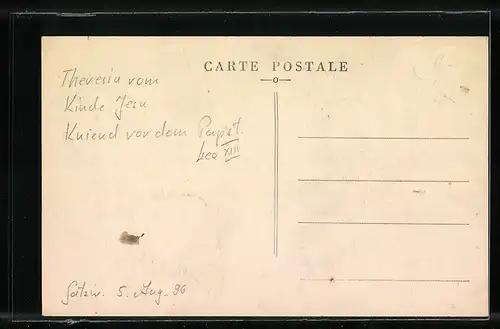 CARTE POSTALE
Theresia vom
Kinde Jesu
Kniend vor dem Papst
Leo XIII
5. Aug. 96